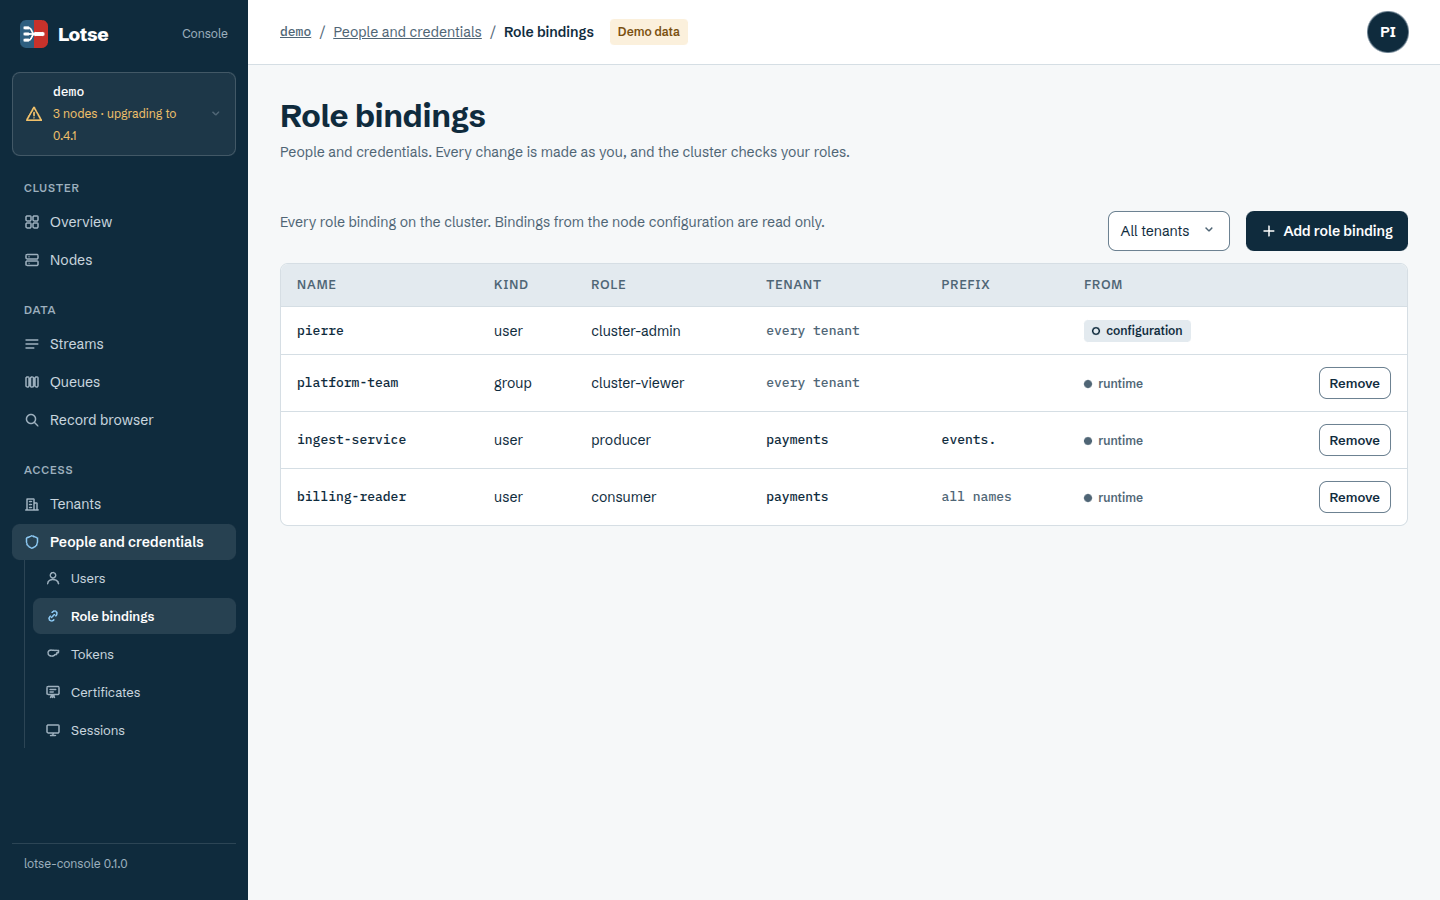 Lotse
Console
demo
3 nodes · upgrading to
0.4.1
CLUSTER
Overview
Nodes
DATA
Streams
Queues
Record browser
ACCESS
Tenants
People and credentials
Users
Role bindings
Tokens
Certificates
Sessions
lotse-console 0.1.0
demo / People and credentials / Role bindings Demo data
PI
Role bindings
People and credentials. Every change is made as you, and the cluster checks your roles.
Every role binding on the cluster. Bindings from the node configuration are read only.
All tenants
Add role binding
NAME KIND ROLE TENANT PREFIX FROM
pierre user cluster-admin every tenant configuration
platform-team group cluster-viewer every tenant runtime Remove
ingest-service user producer payments events. runtime Remove
billing-reader user consumer payments all names runtime Remove